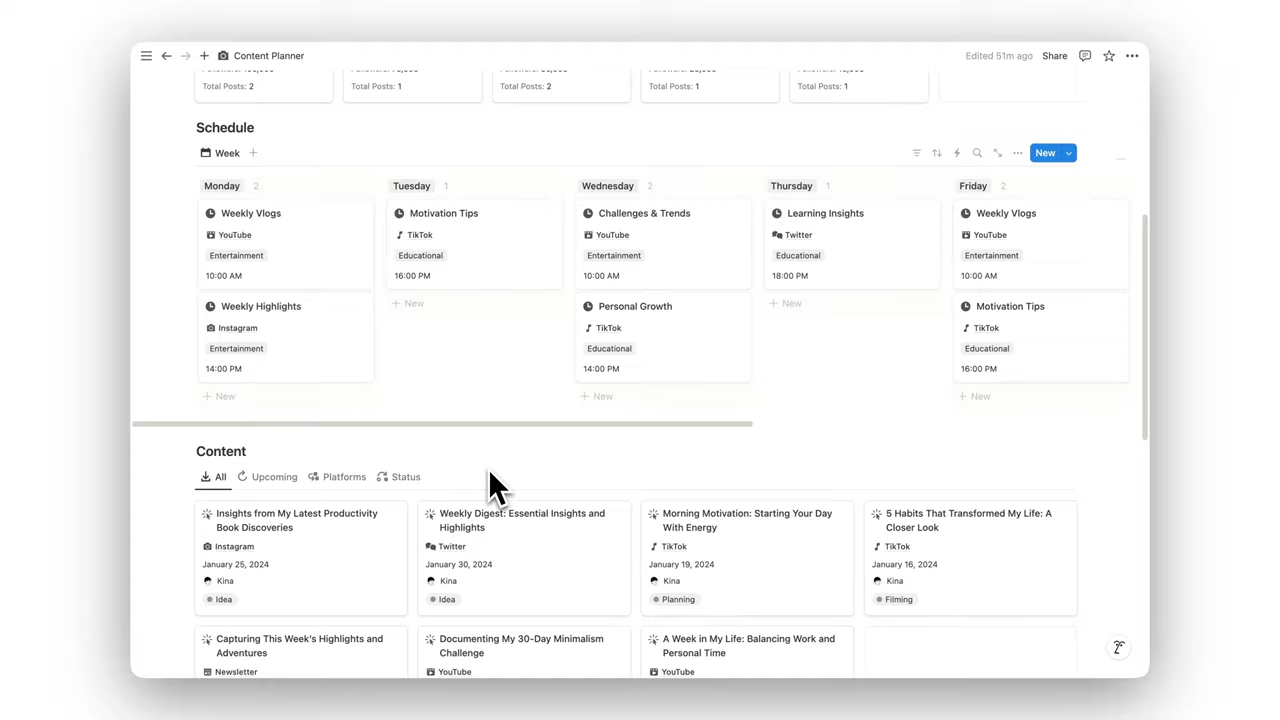 Content Planner
Edited 51m ago
Share
Total Posts: 2
Total Posts: 1
Total Posts: 2
Total Posts: 1
Total Posts: 1
Schedule
Week
New
Monday 2
Weekly Vlogs
YouTube
Entertainment
10:00 AM
Weekly Highlights
Instagram
Entertainment
14:00 PM
New
Tuesday 1
Motivation Tips
TikTok
Educational
16:00 PM
New
Wednesday 2
Challenges & Trends
YouTube
Entertainment
10:00 AM
Personal Growth
TikTok
Educational
14:00 PM
New
Thursday 1
Learning Insights
Twitter
Educational
18:00 PM
New
Friday 2
Weekly Vlogs
YouTube
Entertainment
10:00 AM
Motivation Tips
TikTok
Educational
16:00 PM
New
Content
All Upcoming Platforms Status
Insights from My Latest Productivity
Book Discoveries
Instagram
January 25, 2024
Kina
Idea
Weekly Digest: Essential Insights and
Highlights
Twitter
January 30, 2024
Kina
Idea
Morning Motivation: Starting Your Day
With Energy
TikTok
January 19, 2024
Kina
Planning
5 Habits That Transformed My Life: A
Closer Look
TikTok
January 16, 2024
Kina
Filming
Capturing This Week's Highlights and
Adventures
Newsletter
Documenting My 30-Day Minimalism
Challenge
YouTube
A Week in My Life: Balancing Work and
Personal Time
YouTube